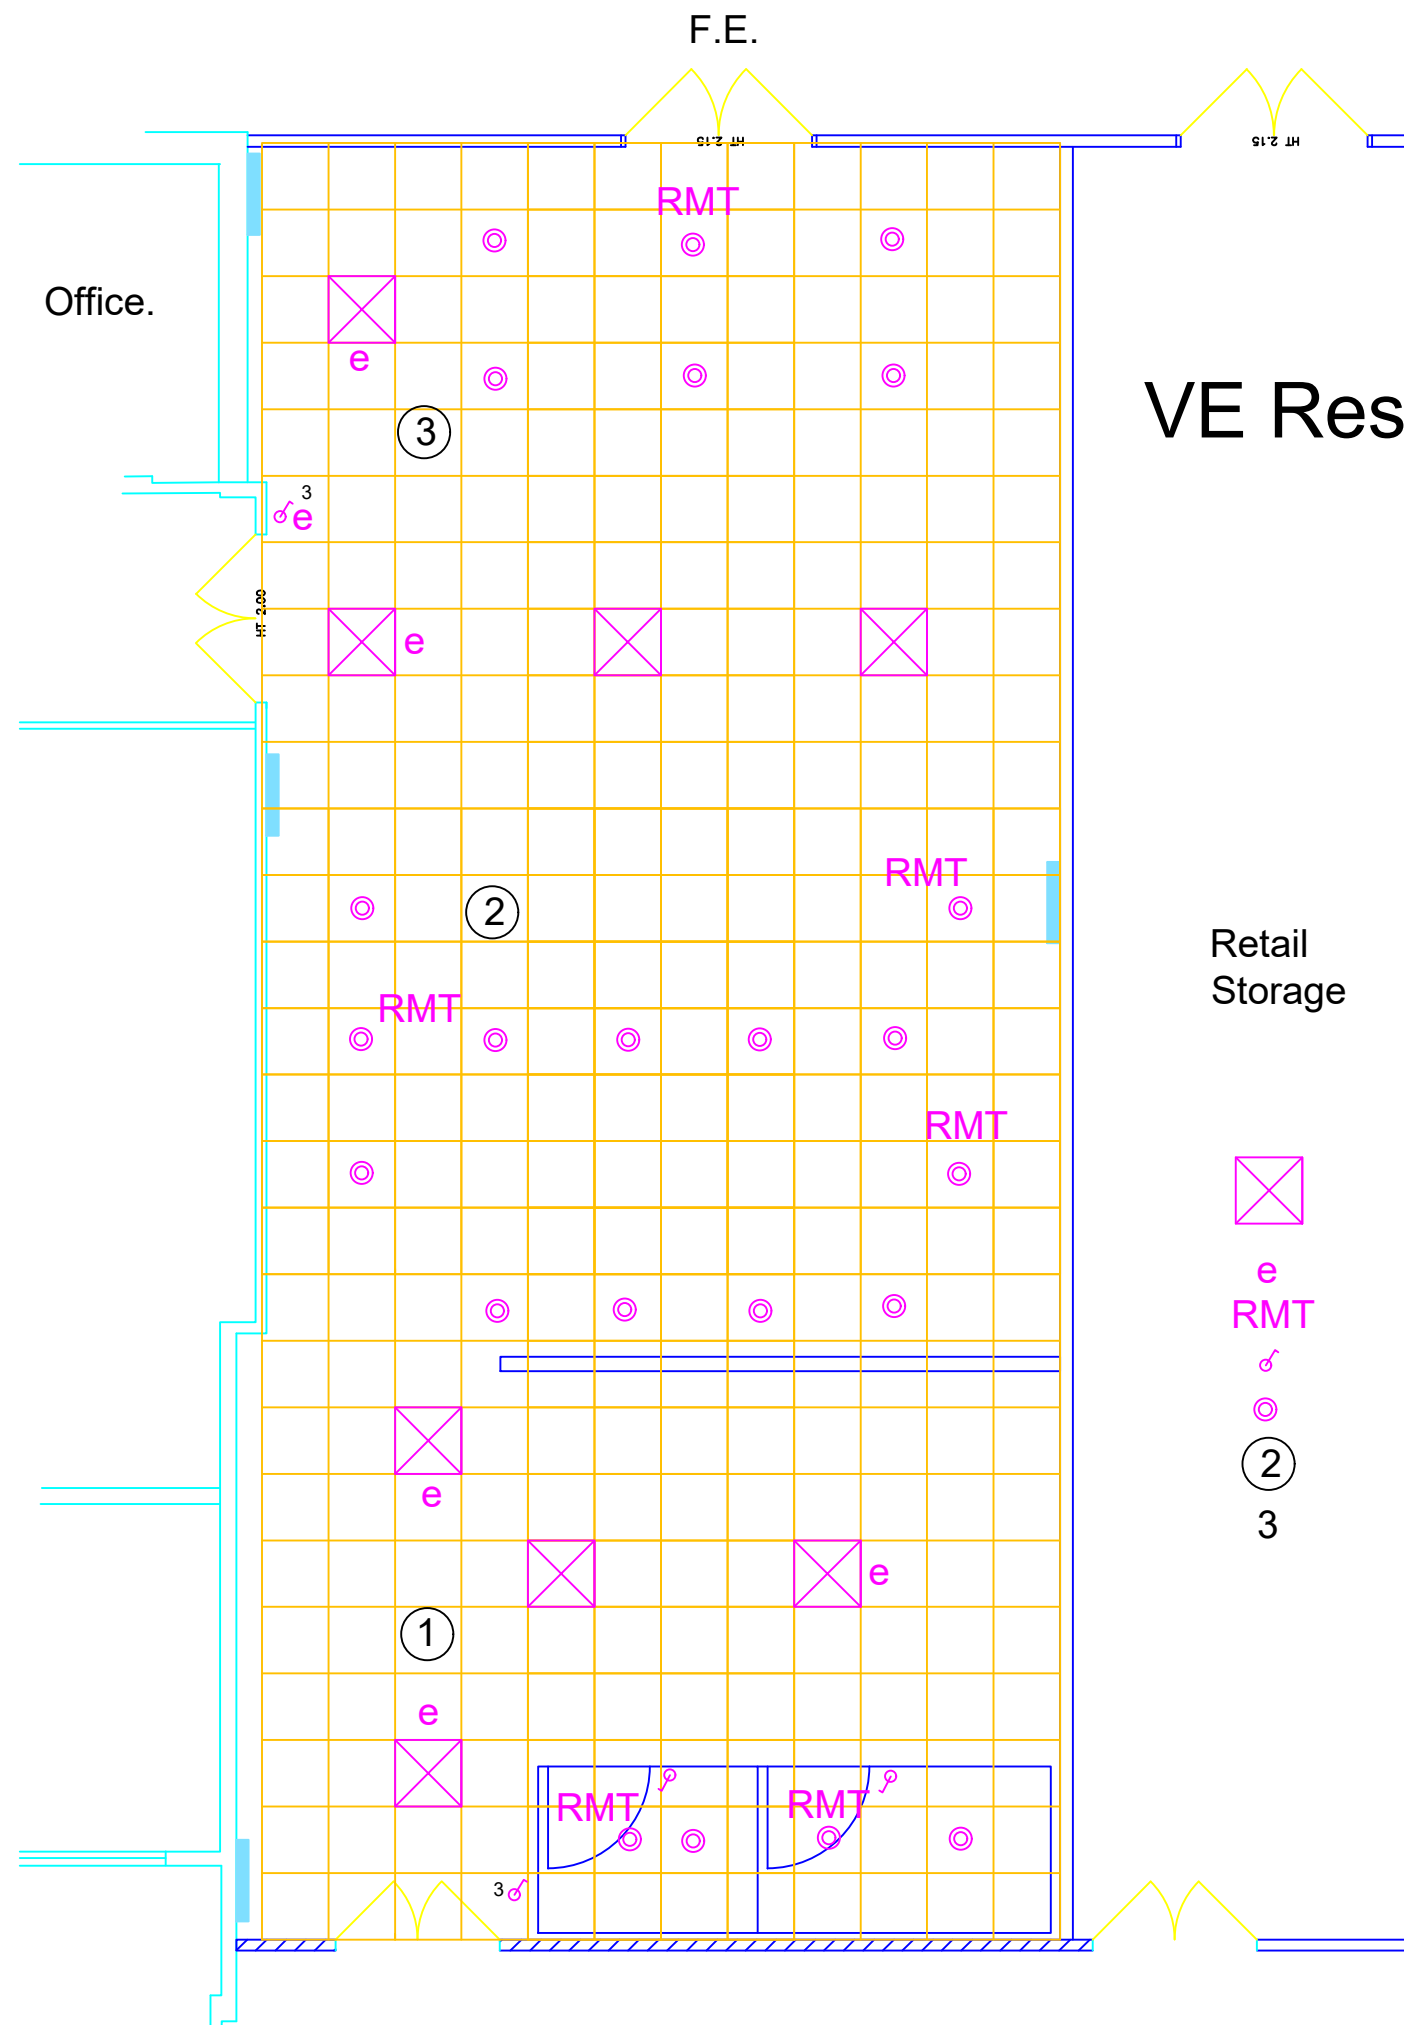 F.E.
HT 2.15
HT 2.15
RMT
Office.
e
VE Res
3
3
e
HT 2.00
e
RMT
2
Retail
Storage
RMT
RMT
e
RMT
2
3
e
e
1
e
RMT
RMT
3